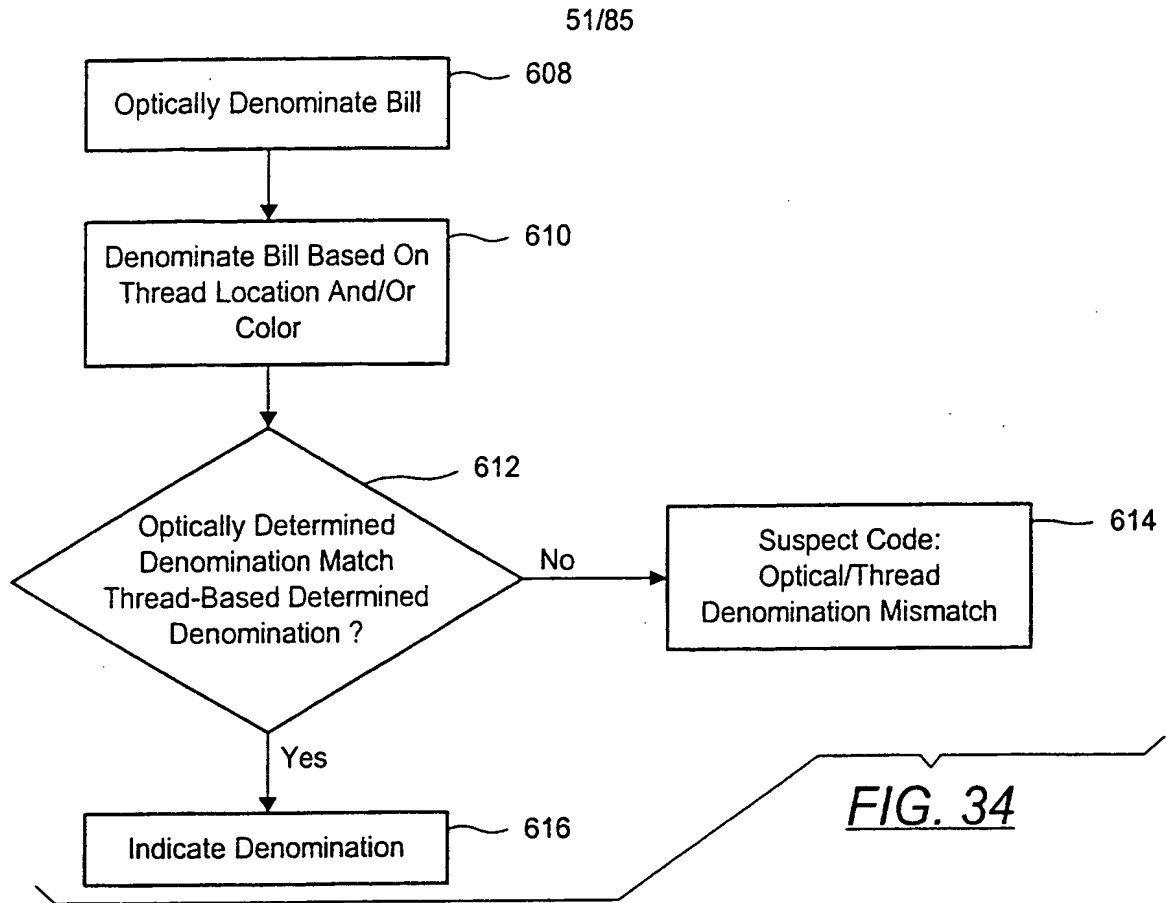 51/85
608
Optically Denominate Bill
610
Denominate Bill Based On
Thread Location And/Or
Color
612
Optically Determined
Denomination Match
Thread-Based Determined
Denomination ?
No
614
Suspect Code:
Optical/Thread
Denomination Mismatch
Yes
616
Indicate Denomination
FIG. 34